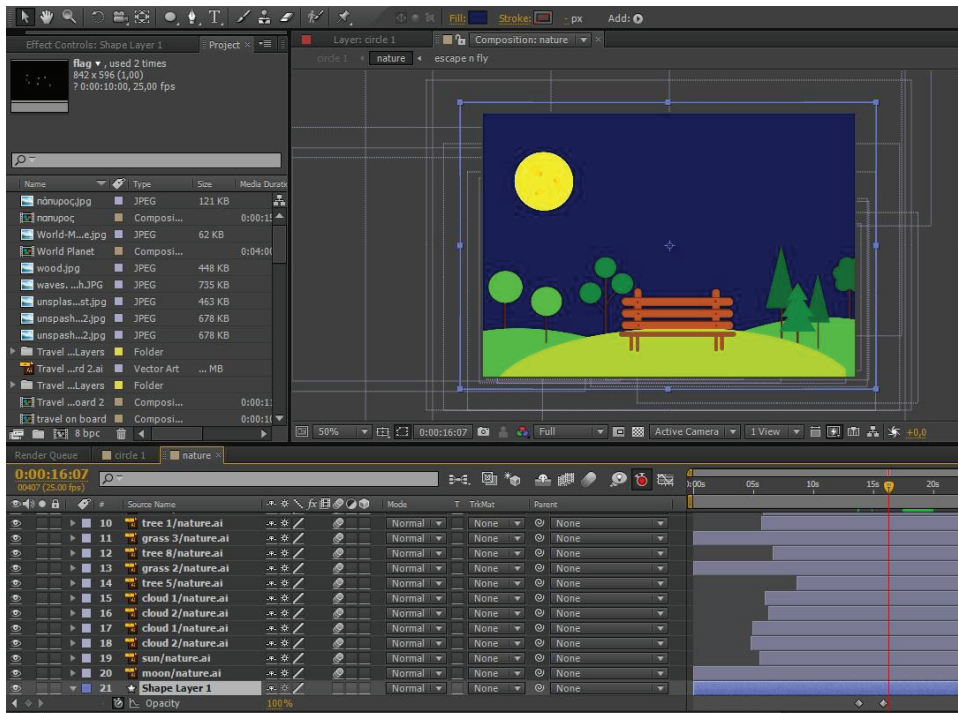 Fill: Stroke: - px Add:
Effect Controls: Shape Layer 1 Project
Layer: circle 1 Composition: nature
circle 1 nature escape n fly
flag, used 2 times
842 x 596 (1,00)
? 0:00:10:00, 25,00 fps
Name Type Size Media Duratic
πάπυρος.jpg JPEG 121 KB
παπυρος Composi... 0:00:15
World-M...e.jpg JPEG 62 KB
World Planet Composi... 0:04:00
wood.jpg JPEG 448 KB
waves. ...h.JPG JPEG 735 KB
unsplas...st.jpg JPEG 463 KB
unspash...2.jpg JPEG 678 KB
unspash...2.jpg JPEG 678 KB
Travel ...Layers Folder
Travel ...rd 2.ai Vector Art ... MB
Travel ...Layers Folder
Travel ...oard 2 Composi... 0:00:11
travel on board Composi... 0:00:10
8 bpc
50% 0:00:16:07 Full Active Camera 1 View +0,0
Render Queue circle 1 nature
0:00:16:07
00407 (25.00 fps)
0:00s 05s 10s 15s 20s
# Source Name fx Mode T TrkMat Parent
10 tree 1/nature.ai Normal None None
11 grass 3/nature.ai Normal None None
12 tree 8/nature.ai Normal None None
13 grass 2/nature.ai Normal None None
14 tree 5/nature.ai Normal None None
15 cloud 1/nature.ai Normal None None
16 cloud 2/nature.ai Normal None None
17 cloud 1/nature.ai Normal None None
18 cloud 2/nature.ai Normal None None
19 sun/nature.ai Normal None None
20 moon/nature.ai Normal None None
21 Shape Layer 1 Normal None None
Opacity 100%